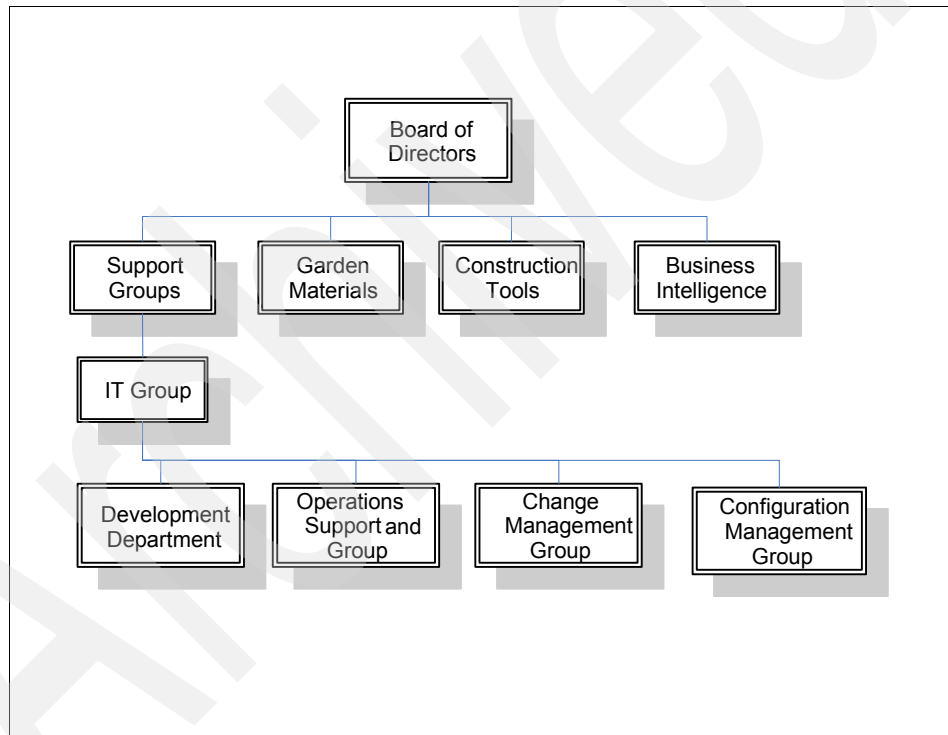 Board of
Directors
Support
Groups
Garden
Materials
Construction
Tools
Business
Intelligence
IT Group
Development
Department
Operations
Support and
Group
Change
Management
Group
Configuration
Management
Group
Archived